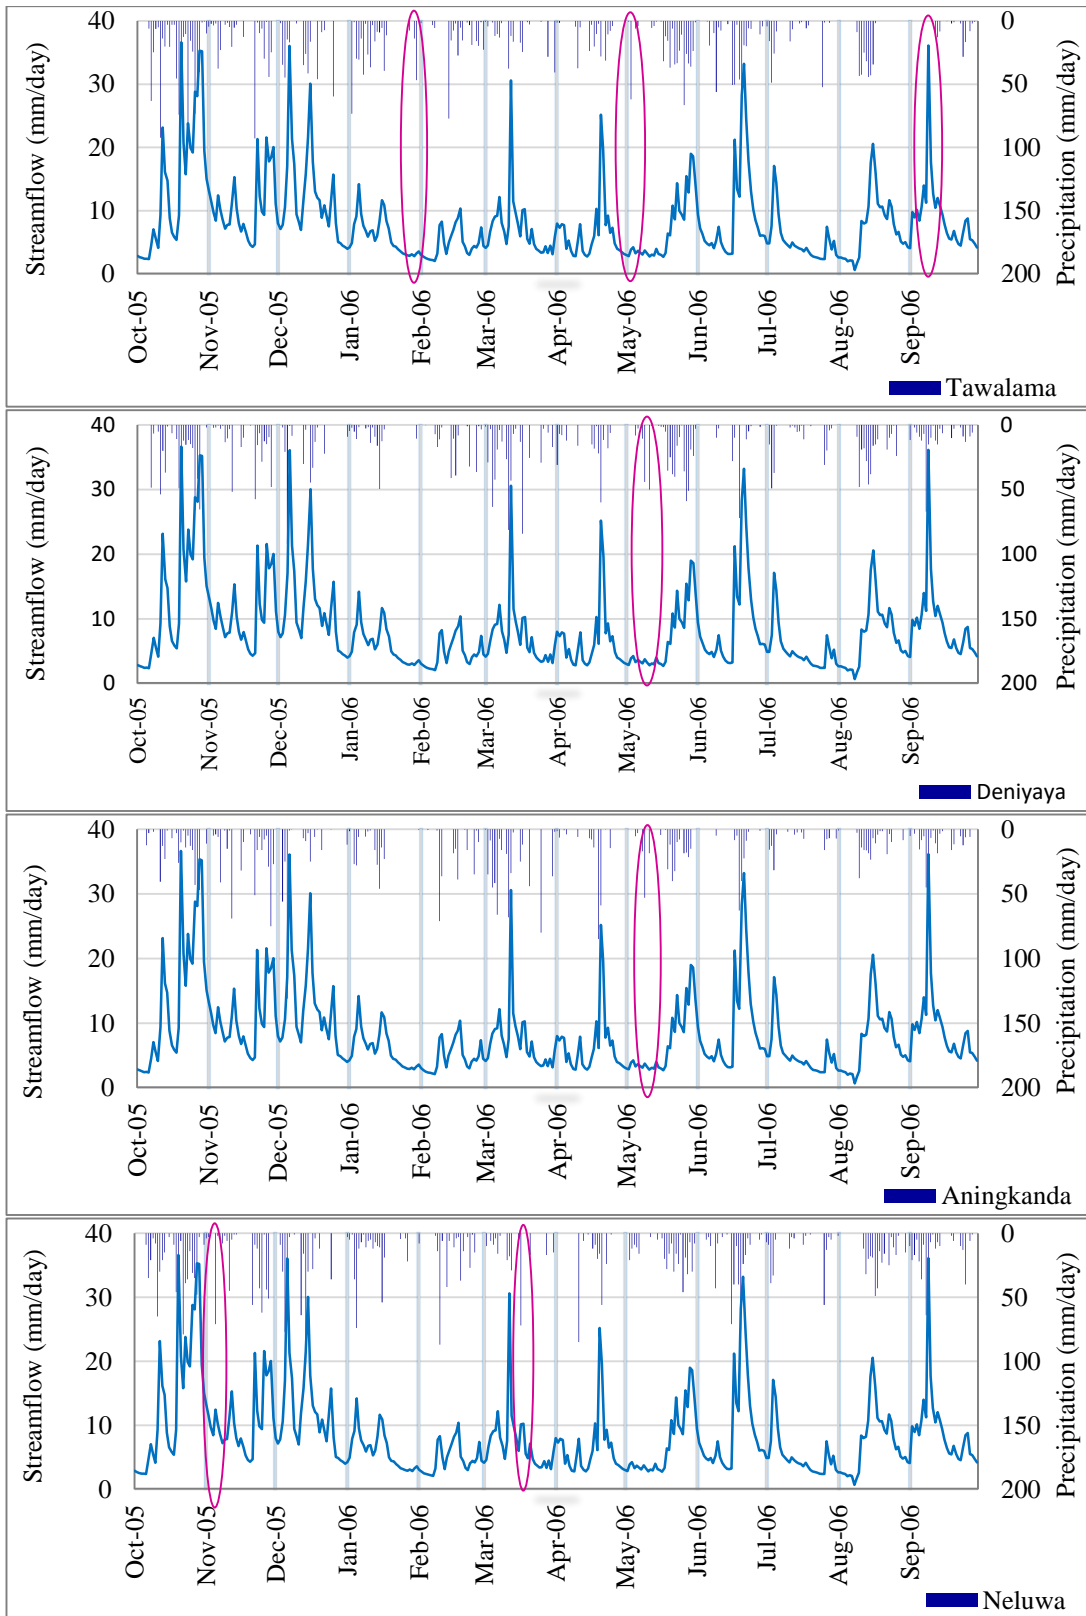 Streamflow (mm/day)
40
30
20
10
0
0
50
100
150
200
Precipitation (mm/day)
Oct-05
Nov-05
Dec-05
Jan-06
Feb-06
Mar-06
Apr-06
May-06
Jun-06
Jul-06
Aug-06
Sep-06
Tawalama
Streamflow (mm/day)
40
30
20
10
0
0
50
100
150
200
Precipitation (mm/day)
Oct-05
Nov-05
Dec-05
Jan-06
Feb-06
Mar-06
Apr-06
May-06
Jun-06
Jul-06
Aug-06
Sep-06
Deniyaya
Streamflow (mm/day)
40
30
20
10
0
0
50
100
150
200
Precipitation (mm/day)
Oct-05
Nov-05
Dec-05
Jan-06
Feb-06
Mar-06
Apr-06
May-06
Jun-06
Jul-06
Aug-06
Sep-06
Aningkanda
Streamflow (mm/day)
40
30
20
10
0
0
50
100
150
200
Precipitation (mm/day)
Oct-05
Nov-05
Dec-05
Jan-06
Feb-06
Mar-06
Apr-06
May-06
Jun-06
Jul-06
Aug-06
Sep-06
Neluwa